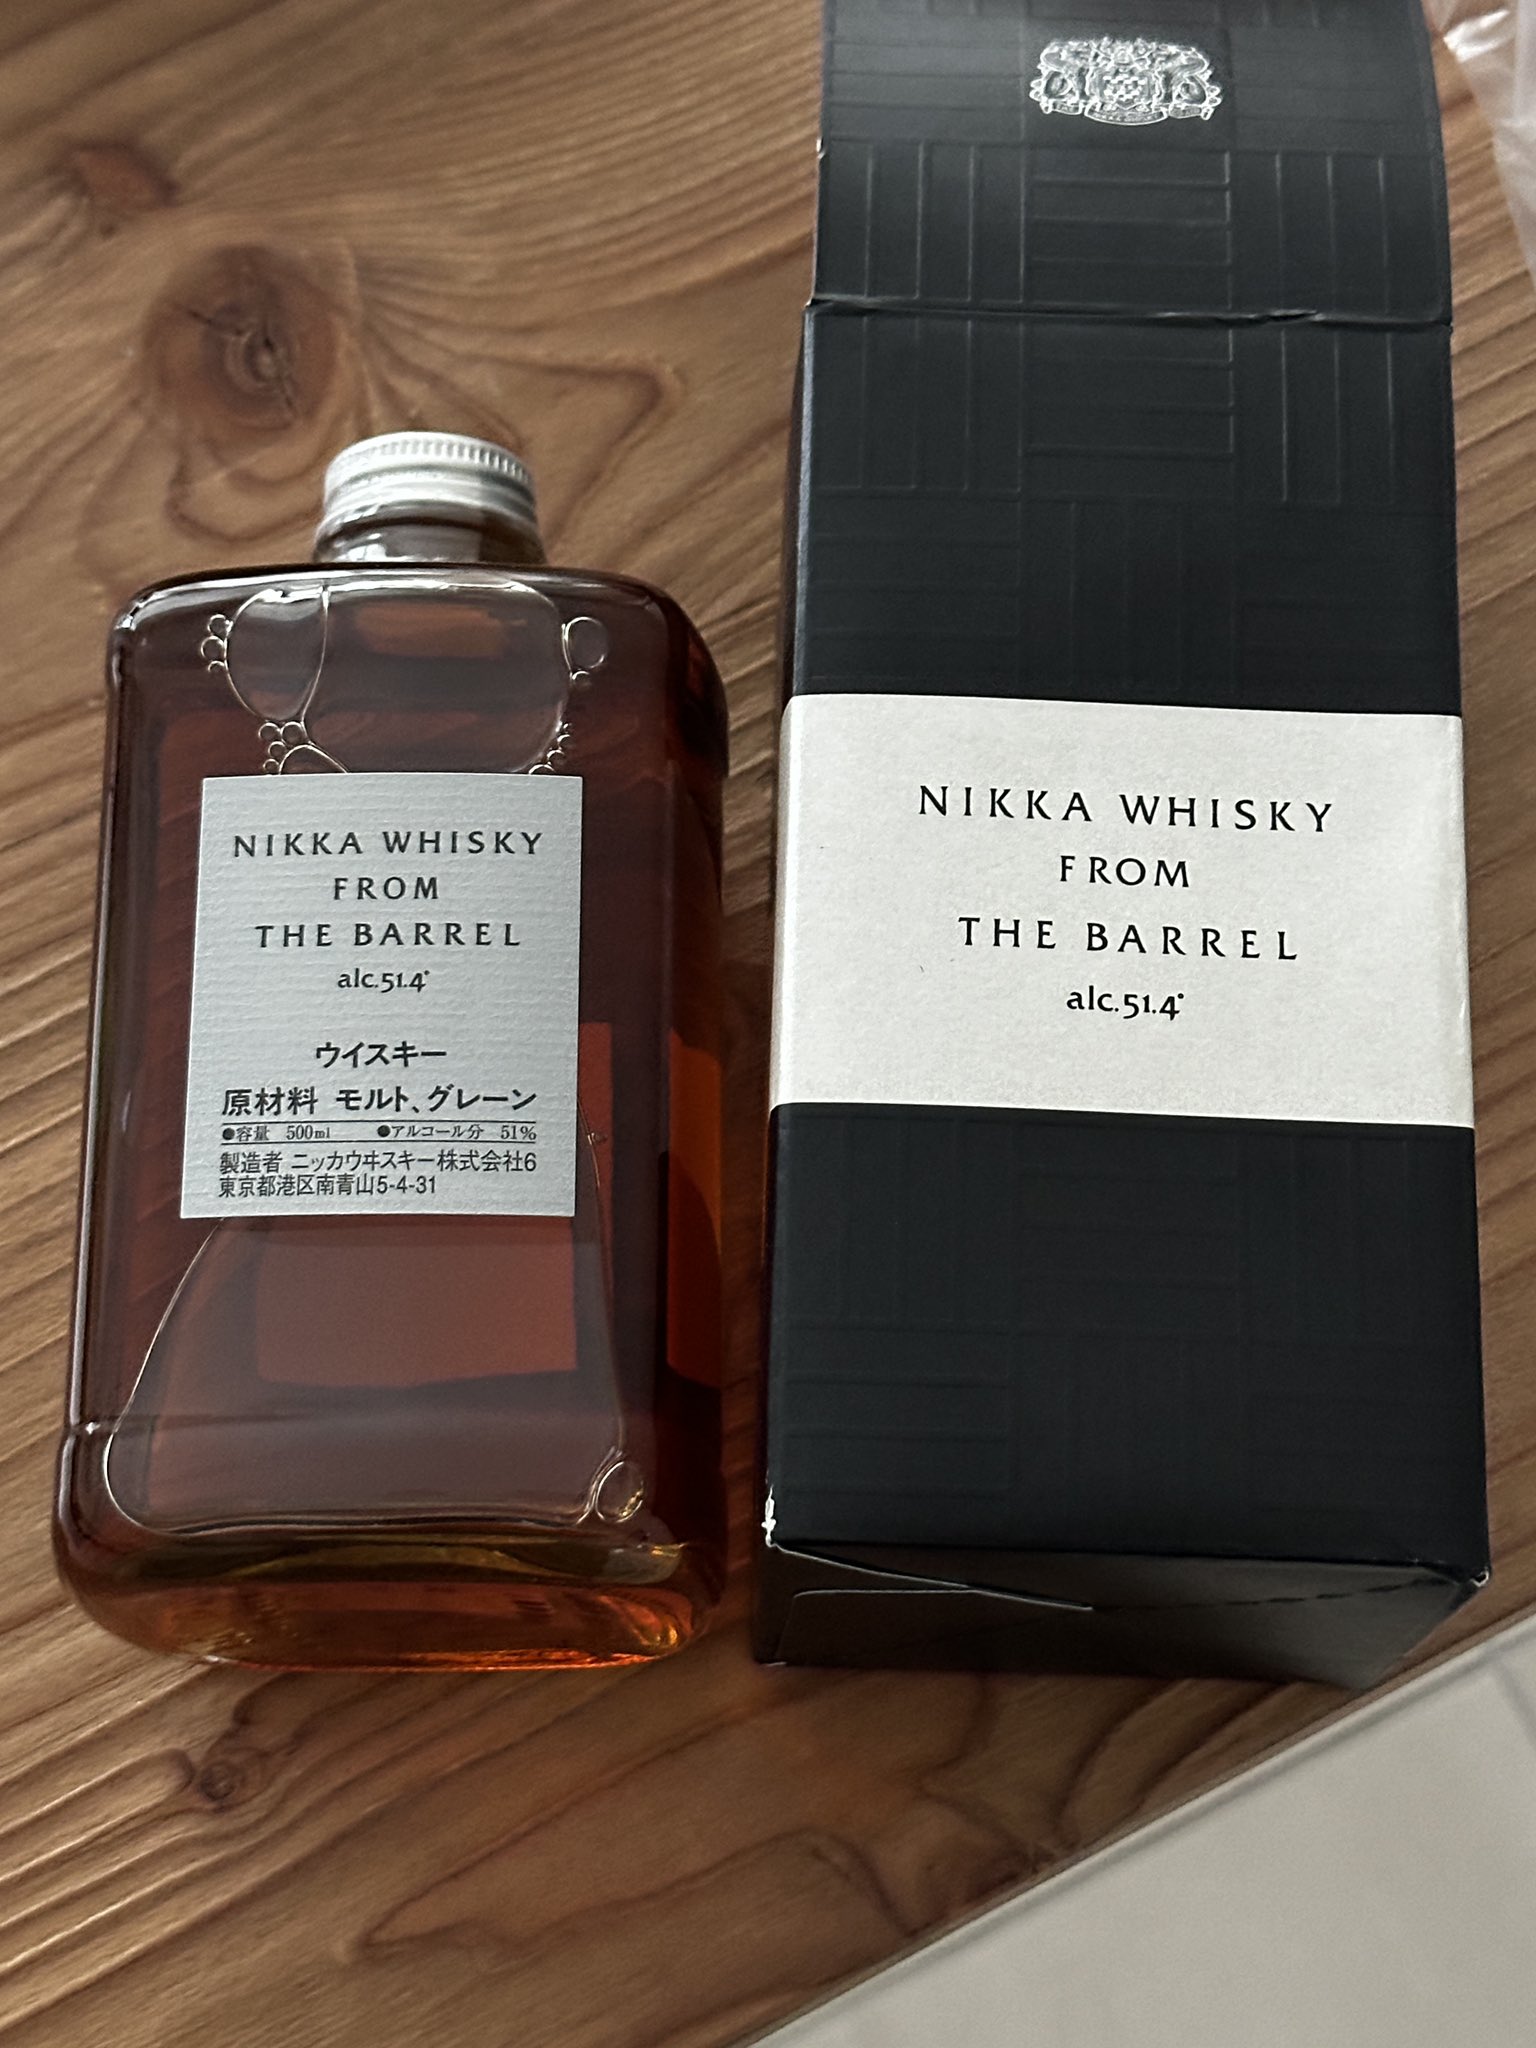 NIKKA WHISKY
FROM
THE BARREL
alc.51.4°
ウイスキー
原材料 モルト、グレーン
●容量 500ml ●アルコール分 51%
製造者 ニッカウヰスキー株式会社6
東京都港区南青山5-4-31
NIKKA WHISKY
FROM
THE BARREL
alc.51.4°